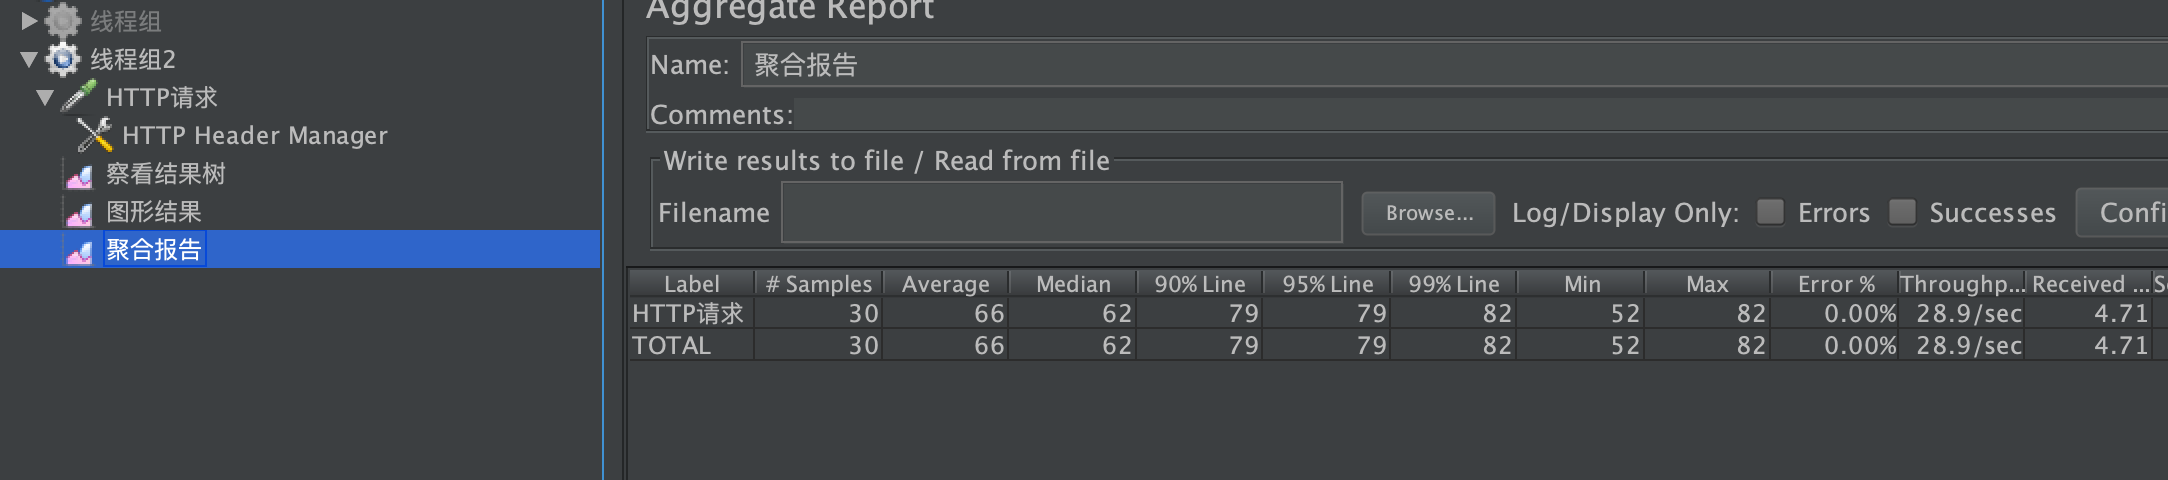 线程组
线程组2
HTTP请求
HTTP Header Manager
察看结果树
图形结果
聚合报告
Aggregate Report
Name: 聚合报告
Comments:
Write results to file / Read from file
Filename Browse... Log/Display Only: Errors Successes Confi
Label # Samples Average Median 90% Line 95% Line 99% Line Min Max Error % Throughp... Received ... S
HTTP请求 30 66 62 79 79 82 52 82 0.00% 28.9/sec 4.71
TOTAL 30 66 62 79 79 82 52 82 0.00% 28.9/sec 4.71